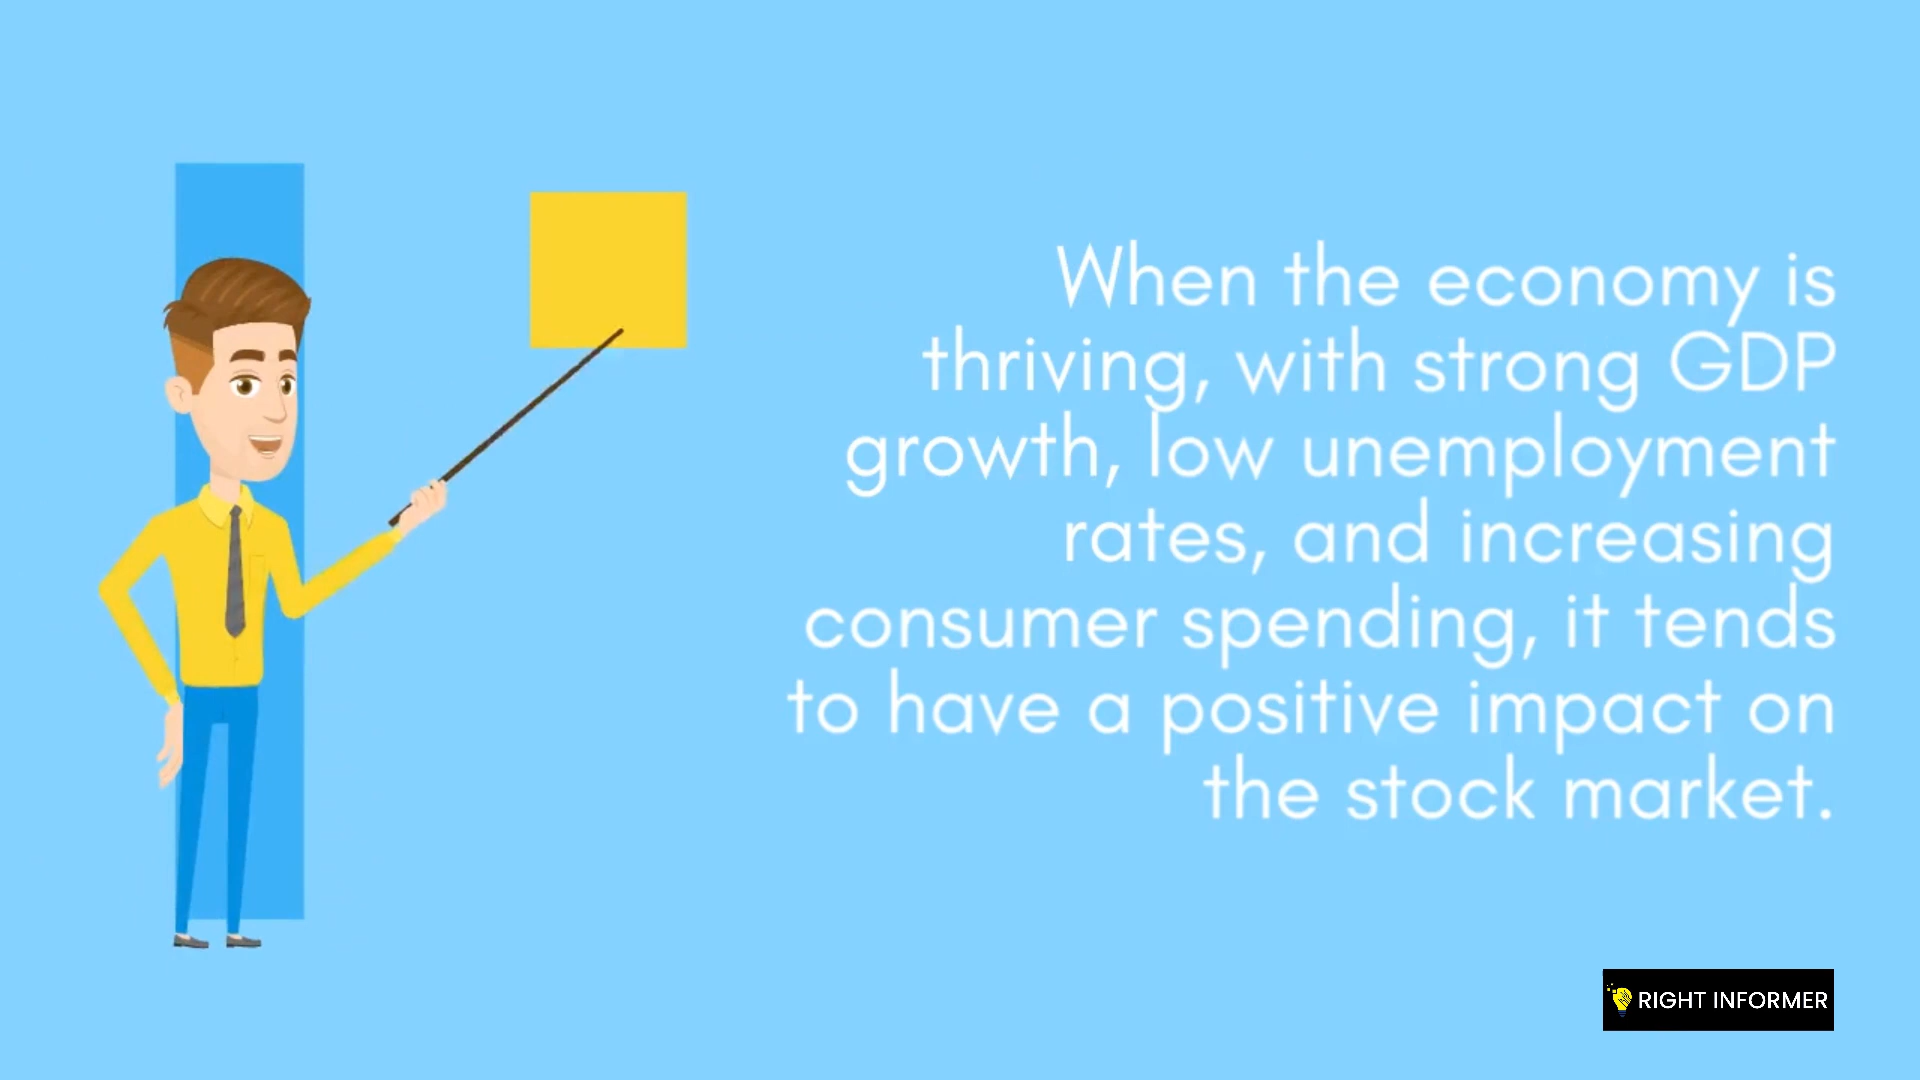 When the economy is
thriving, with strong GDP
growth, low unemployment
rates, and increasing
consumer spending, it tends
to have a positive impact on
the stock market.
RIGHT INFORMER